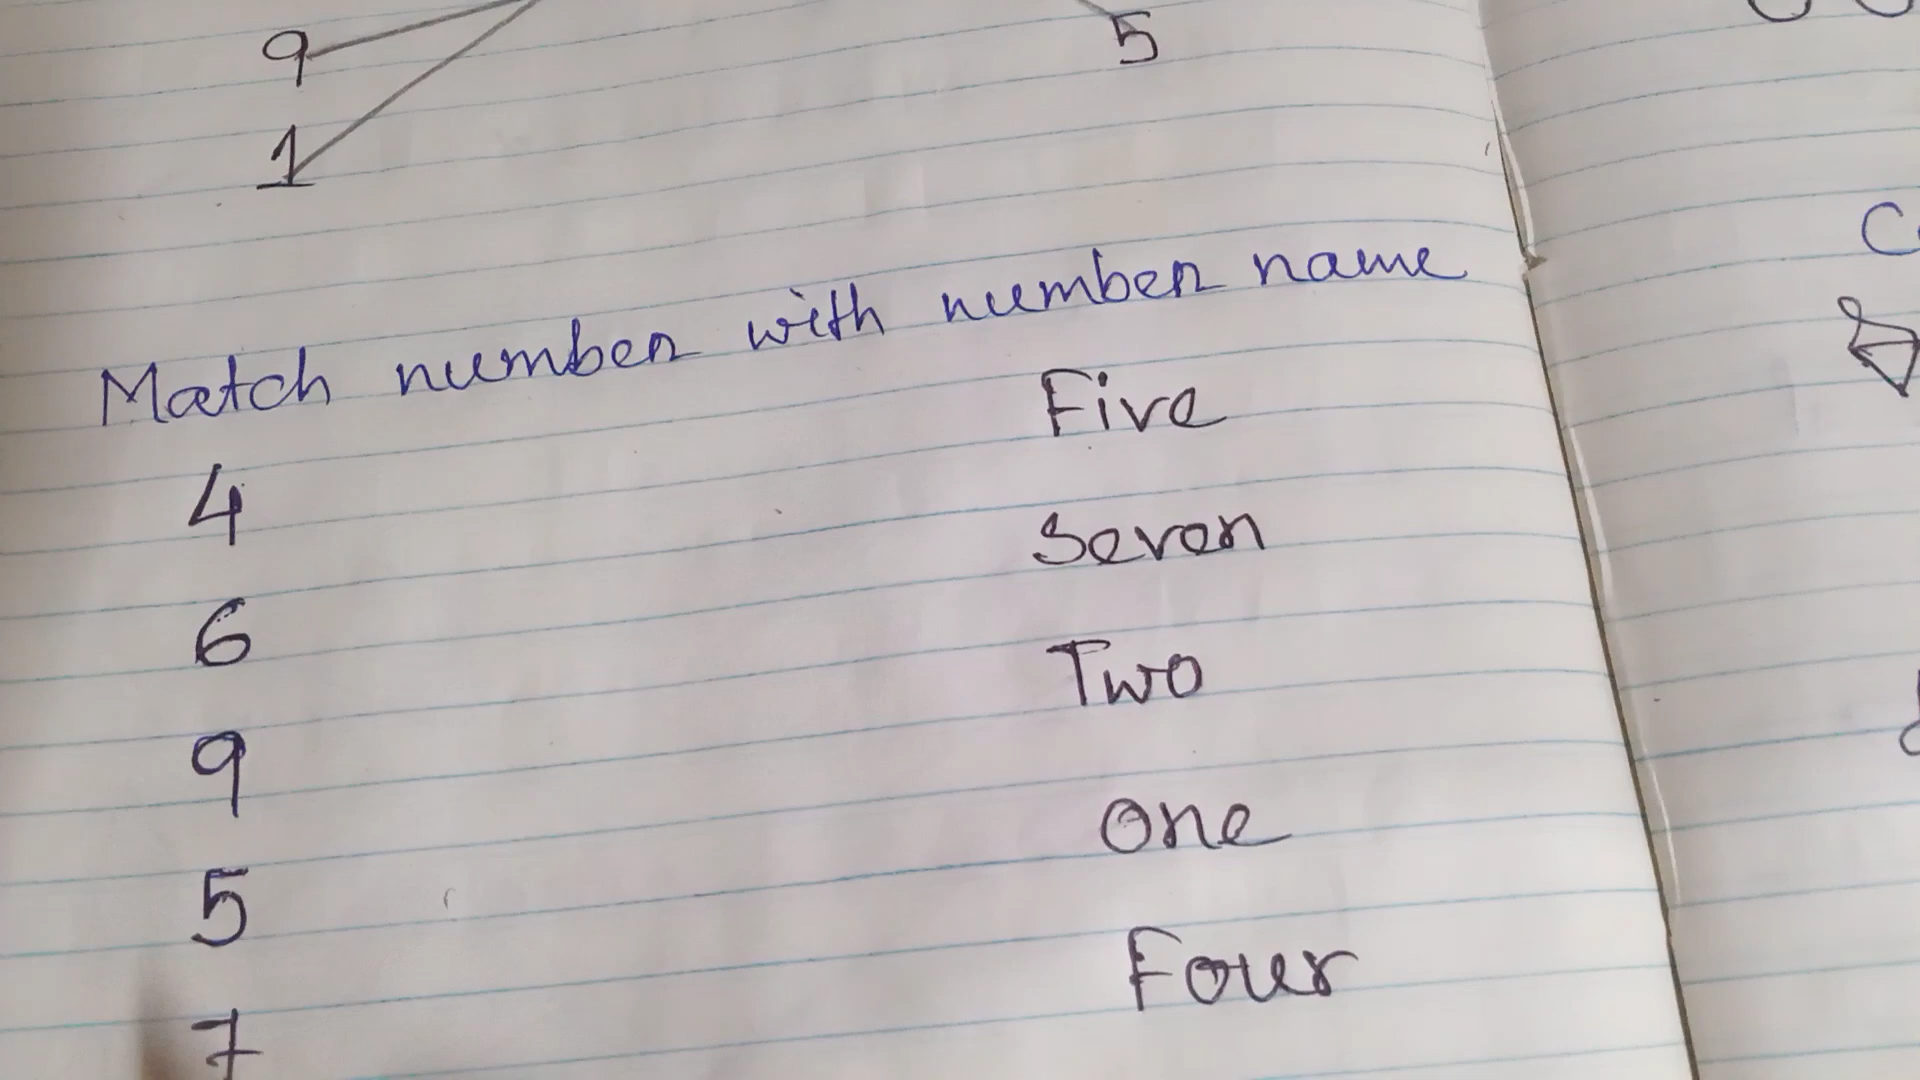 9 5
1
Match number with number name
4 Five
6 Seven
9 Two
5 One
7 Four